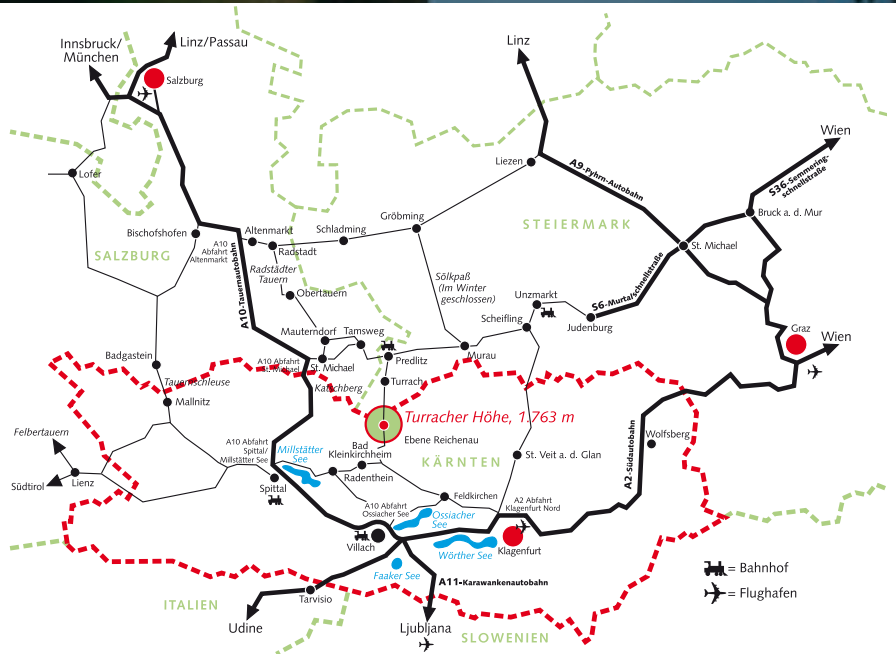 Innsbruck/
München
Linz/Passau
Salzburg
Linz
Wien
Lofer
Liezen
A9-Pyhrn-Autobahn
S36-Semmering-
schnellstraße
Bruck a. d. Mur
Bischofshofen
SALZBURG
A10
Abfahrt
Altenmarkt
Altenmarkt
Radstadt
Schladming
Gröbming
STEIERMARK
St. Michael
Radstädter
Tauern
A10-Tauernautobahn
Obertauern
Sölkpaß
(Im Winter
geschlossen)
Unzmarkt
S6-Murtalschnellstraße
Judenburg
Scheifling
Mauterndorf
Tamsweg
Graz
Wien
Badgastein
A10 Abfahrt
St. Michael
St. Michael
Predlitz
Murau
Tauernschleuse
Katschberg
Turrach
Mallnitz
Turracher Höhe, 1.763 m
Felbertauern
A10 Abfahrt
Spittal/
Millstätter See
Millstätter
See
Bad
Kleinkirchheim
Ebene Reichenau
KÄRNTEN
St. Veit a. d. Glan
A2-Südautobahn
Wolfsberg
Südtirol
Lienz
Spittal
Radenthein
A10 Abfahrt
Ossiacher See
Feldkirchen
A2 Abfahrt
Klagenfurt Nord
Ossiacher
See
Villach
Wörther See
Klagenfurt
Faaker See
A11-Karawankenautobahn
= Bahnhof
= Flughafen
Tarvisio
ITALIEN
Udine
Ljubljana
SLOWENIEN